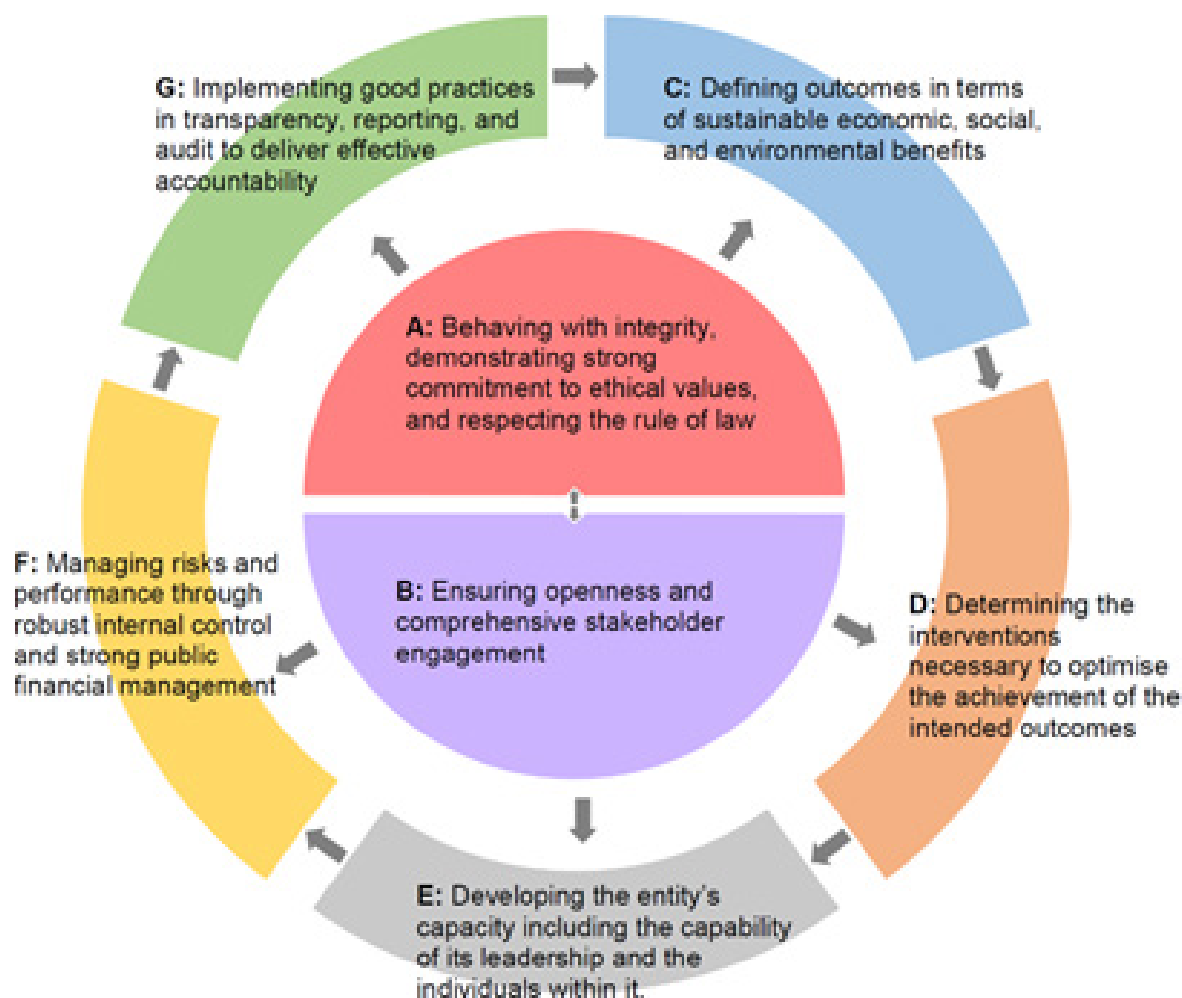 G: Implementing good practices
in transparency, reporting, and
audit to deliver effective
accountability
C: Defining outcomes in terms
of sustainable economic, social,
and environmental benefits
A: Behaving with integrity,
demonstrating strong
commitment to ethical values,
and respecting the rule of law
B: Ensuring openness and
comprehensive stakeholder
engagement
F: Managing risks and
performance through
robust internal control
and strong public
financial management
D: Determining the
interventions
necessary to optimise
the achievement of the
intended outcomes
E: Developing the entity's
capacity including the capability
of its leadership and the
individuals within it.